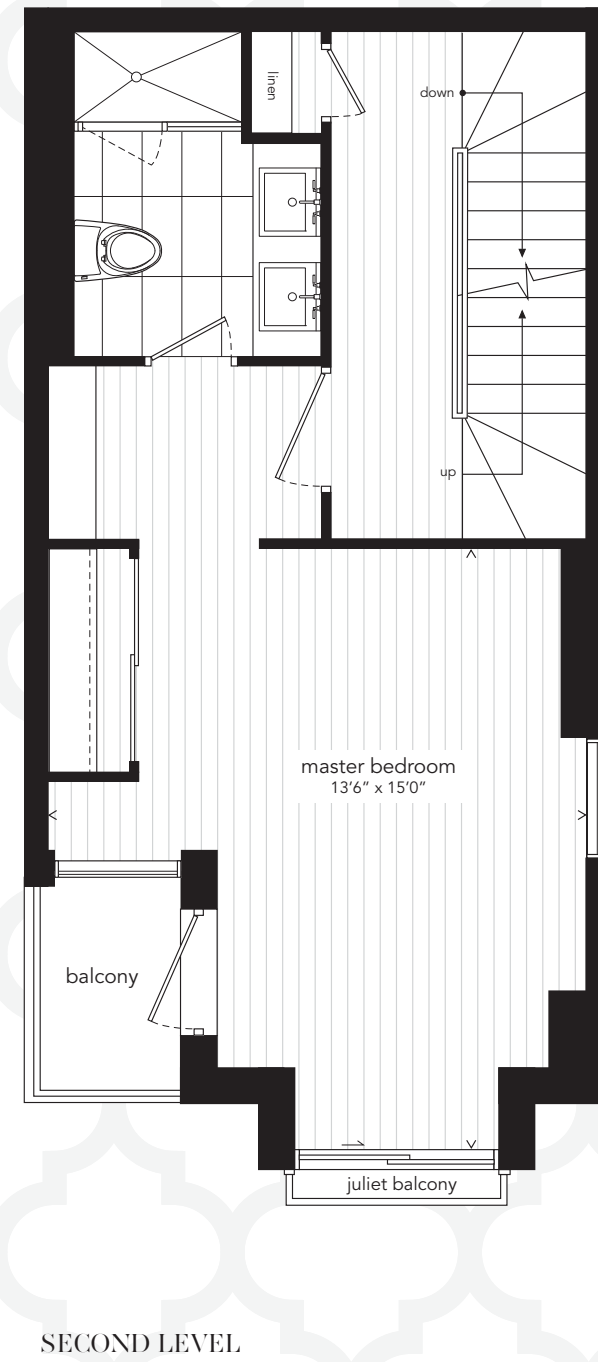 linen
down
up
master bedroom
13'6" x 15'0"
balcony
juliet balcony
SECOND LEVEL